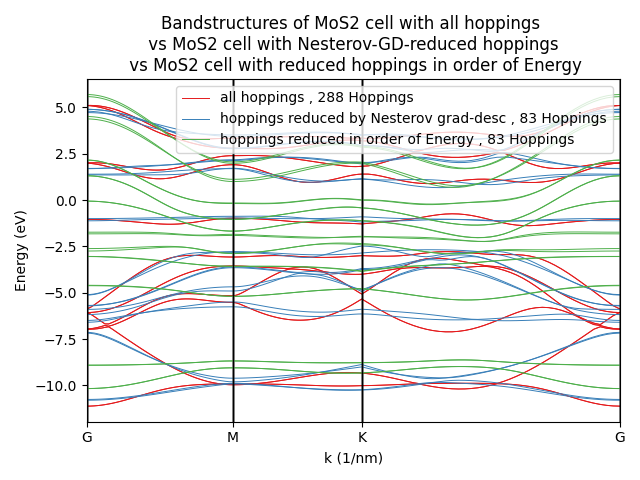 Bandstructures of MoS2 cell with all hoppings
vs MoS2 cell with Nesterov-GD-reduced hoppings
vs MoS2 cell with reduced hoppings in order of Energy
all hoppings , 288 Hoppings
hoppings reduced by Nesterov grad-desc , 83 Hoppings
hoppings reduced in order of Energy , 83 Hoppings
5.0
2.5
0.0
−2.5
−5.0
−7.5
−10.0
Energy (eV)
G M K G
k (1/nm)